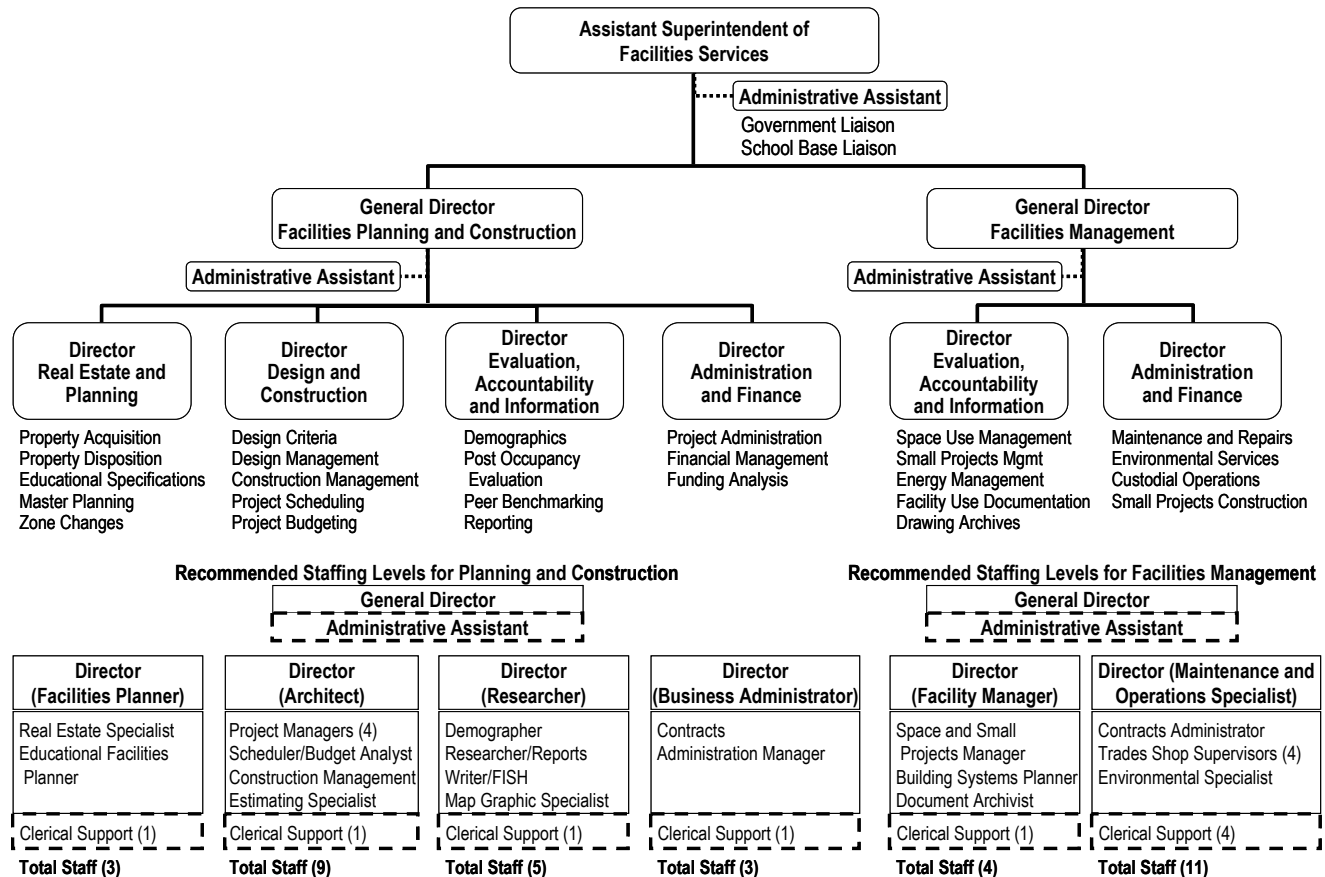 Assistant Superintendent of
Facilities Services
Administrative Assistant
Government Liaison
School Base Liaison
General Director
Facilities Planning and Construction
Administrative Assistant
General Director
Facilities Management
Administrative Assistant
Director
Real Estate and
Planning
Property Acquisition
Property Disposition
Educational Specifications
Master Planning
Zone Changes
Director
Design and
Construction
Design Criteria
Design Management
Construction Management
Project Scheduling
Project Budgeting
Director
Evaluation,
Accountability
and Information
Demographics
Post Occupancy
Evaluation
Peer Benchmarking
Reporting
Director
Administration
and Finance
Project Administration
Financial Management
Funding Analysis
Director
Evaluation,
Accountability
and Information
Space Use Management
Small Projects Mgmt
Energy Management
Facility Use Documentation
Drawing Archives
Director
Administration
and Finance
Maintenance and Repairs
Environmental Services
Custodial Operations
Small Projects Construction
Recommended Staffing Levels for Planning and Construction
General Director
Administrative Assistant
Director
(Facilities Planner)
Real Estate Specialist
Educational Facilities
Planner
Clerical Support (1)
Total Staff (3)
Director
(Architect)
Project Managers (4)
Scheduler/Budget Analyst
Construction Management
Estimating Specialist
Clerical Support (1)
Total Staff (9)
Director
(Researcher)
Demographer
Researcher/Reports
Writer/FISH
Map Graphic Specialist
Clerical Support (1)
Total Staff (5)
Director
(Business Administrator)
Contracts
Administration Manager
Clerical Support (1)
Total Staff (3)
Recommended Staffing Levels for Facilities Management
General Director
Administrative Assistant
Director
(Facility Manager)
Space and Small
Projects Manager
Building Systems Planner
Document Archivist
Clerical Support (1)
Total Staff (4)
Director (Maintenance and
Operations Specialist)
Contracts Administrator
Trades Shop Supervisors (4)
Environmental Specialist
Clerical Support (4)
Total Staff (11)